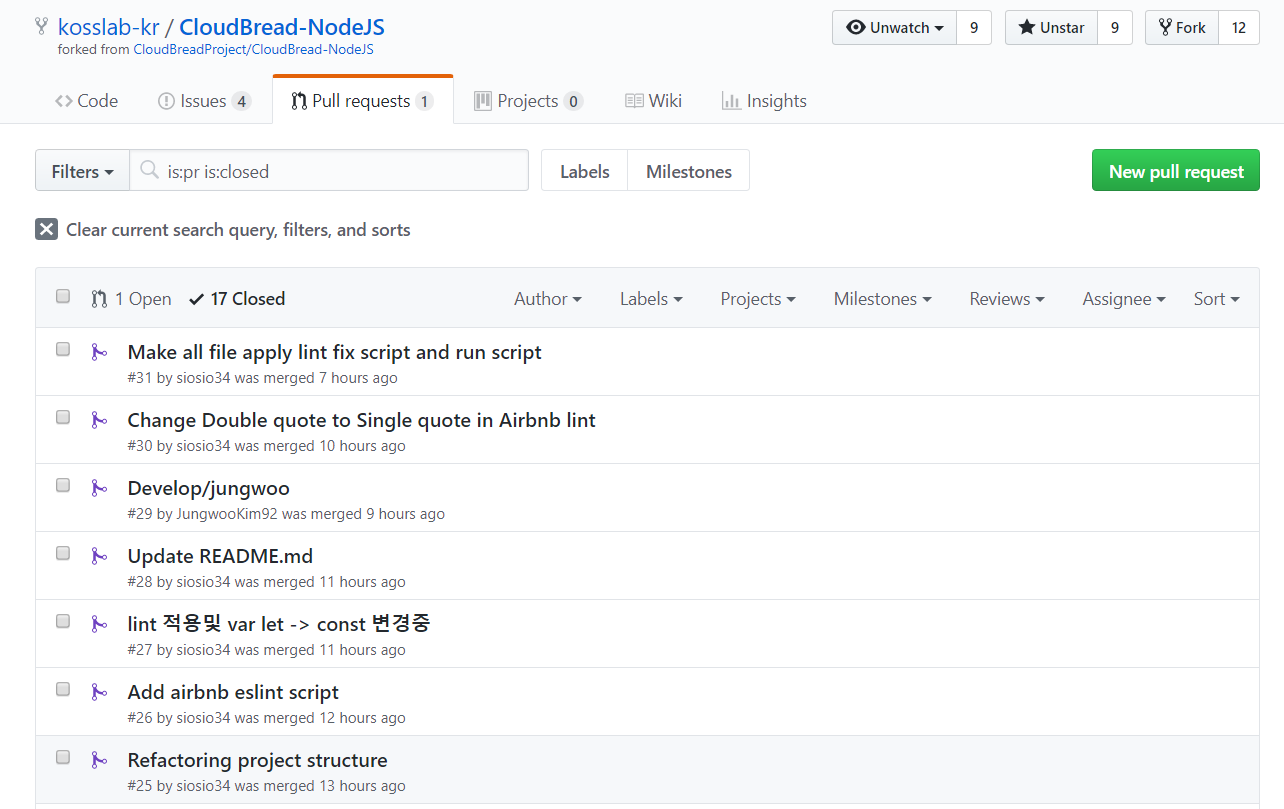 kosslab-kr / CloudBread-NodeJS
forked from CloudBreadProject/CloudBread-NodeJS
Unwatch 9 Unstar 9 Fork 12
Code Issues 4 Pull requests 1 Projects 0 Wiki Insights
Filters is:pr is:closed Labels Milestones New pull request
Clear current search query, filters, and sorts
1 Open 17 Closed Author Labels Projects Milestones Reviews Assignee Sort
Make all file apply lint fix script and run script
#31 by siosio34 was merged 7 hours ago
Change Double quote to Single quote in Airbnb lint
#30 by siosio34 was merged 10 hours ago
Develop/jungwoo
#29 by JungwooKim92 was merged 9 hours ago
Update README.md
#28 by siosio34 was merged 11 hours ago
lint 적용및 var let -> const 변경중
#27 by siosio34 was merged 11 hours ago
Add airbnb eslint script
#26 by siosio34 was merged 12 hours ago
Refactoring project structure
#25 by siosio34 was merged 13 hours ago